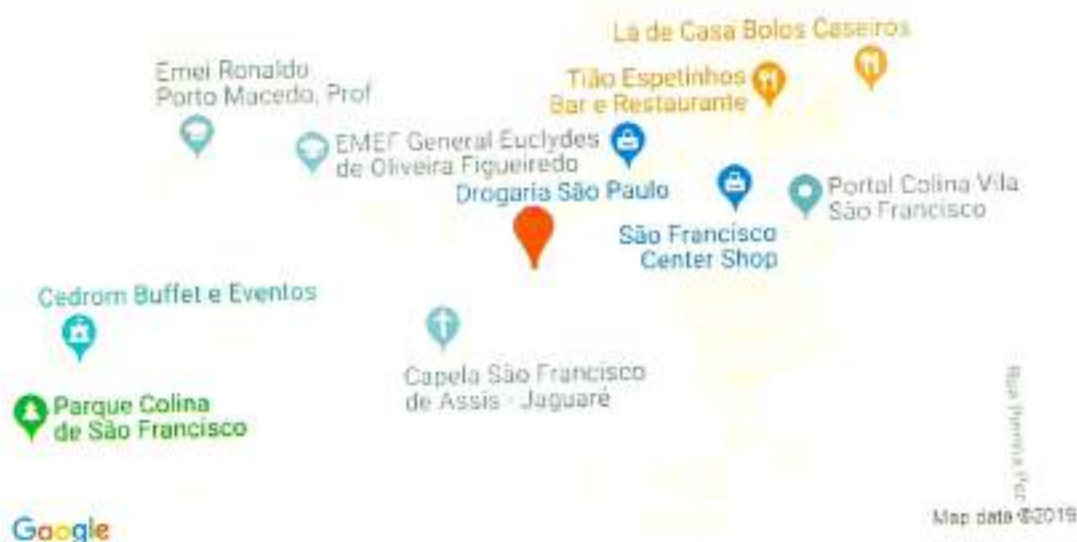 Lá de Casa Bolos Caseiros
Emei Ronaldo
Porto Macedo, Prof
Tião Espetinhos
Bar e Restaurante
EMEF General Euclydes
de Oliveira Figueiredo
Drogaria São Paulo
Portal Colina Vila
São Francisco
São Francisco
Center Shop
Cedrom Buffet e Eventos
Capela São Francisco
de Assis - Jaguaré
Parque Colina
de São Francisco
Rua
Google
Map data ©2019